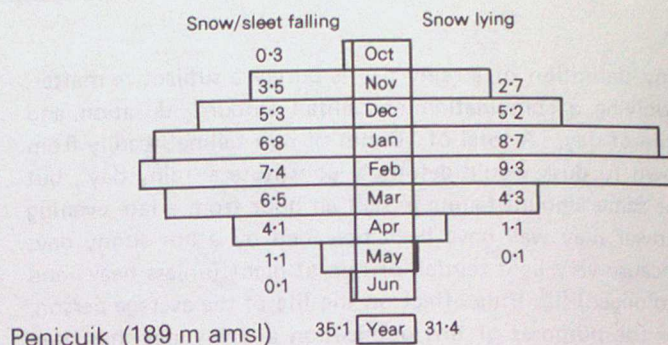 Snow/sleet falling Snow lying
0·3 Oct
3·5 Nov 2·7
5·3 Dec 5·2
6·8 Jan 8·7
7·4 Feb 9·3
6·5 Mar 4·3
4·1 Apr 1·1
1·1 May 0·1
0·1 Jun
Penicuik (189 m amsl) 35·1 Year 31·4